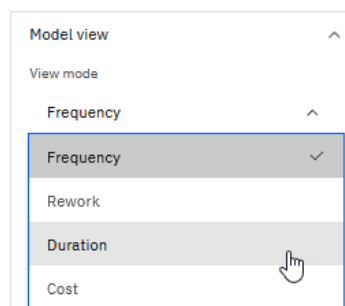 Model view
View mode
Frequency
Frequency
Rework
Duration
Cost